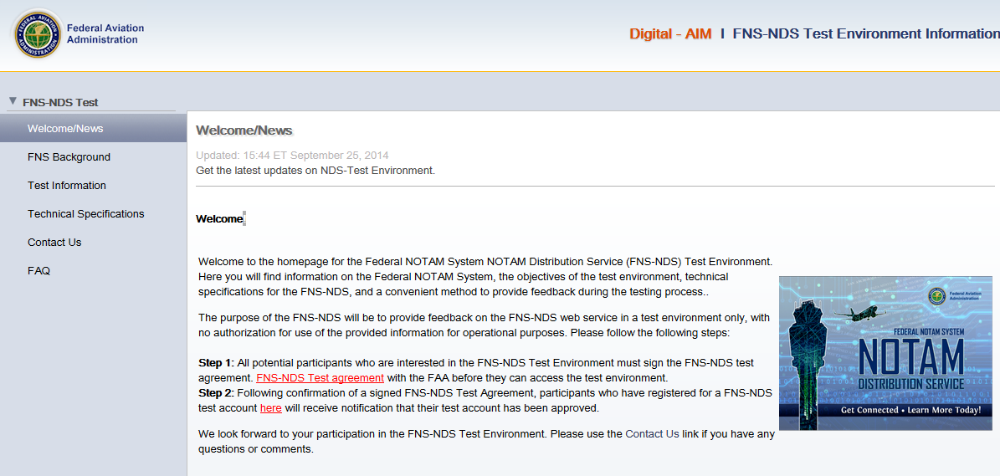 Federal Aviation
Administration
Digital - AIM I FNS-NDS Test Environment Information
FNS-NDS Test
Welcome/News
FNS Background
Test Information
Technical Specifications
Contact Us
FAQ
Welcome/News
Updated: 15:44 ET September 25, 2014
Get the latest updates on NDS-Test Environment.
Welcome
Welcome to the homepage for the Federal NOTAM System NOTAM Distribution Service (FNS-NDS) Test Environment.
Here you will find information on the Federal NOTAM System, the objectives of the test environment, technical
specifications for the FNS-NDS, and a convenient method to provide feedback during the testing process..
The purpose of the FNS-NDS will be to provide feedback on the FNS-NDS web service in a test environment only, with
no authorization for use of the provided information for operational purposes. Please follow the following steps:
Step 1: All potential participants who are interested in the FNS-NDS Test Environment must sign the FNS-NDS test
agreement. FNS-NDS Test agreement with the FAA before they can access the test environment.
Step 2: Following confirmation of a signed FNS-NDS Test Agreement, participants who have registered for a FNS-NDS
test account here will receive notification that their test account has been approved.
We look forward to your participation in the FNS-NDS Test Environment. Please use the Contact Us link if you have any
questions or comments.
Federal Aviation
Administration
FEDERAL NOTAM SYSTEM
NOTAM
DISTRIBUTION SERVICE
Get Connected • Learn More Today!